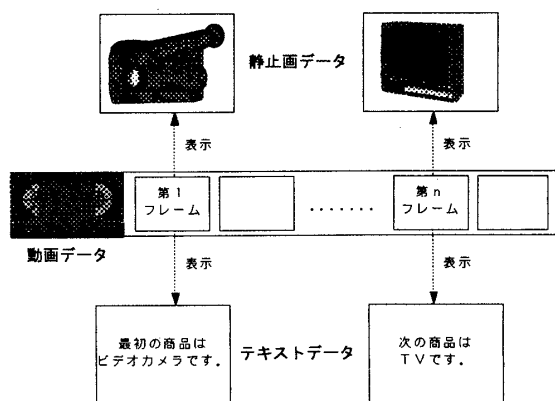 静止画データ
表示
表示
第1
フレーム
.......
第n
フレーム
動画データ
表示
表示
最初の商品は
ビデオカメラです。
テキストデータ
次の商品は
TVです。